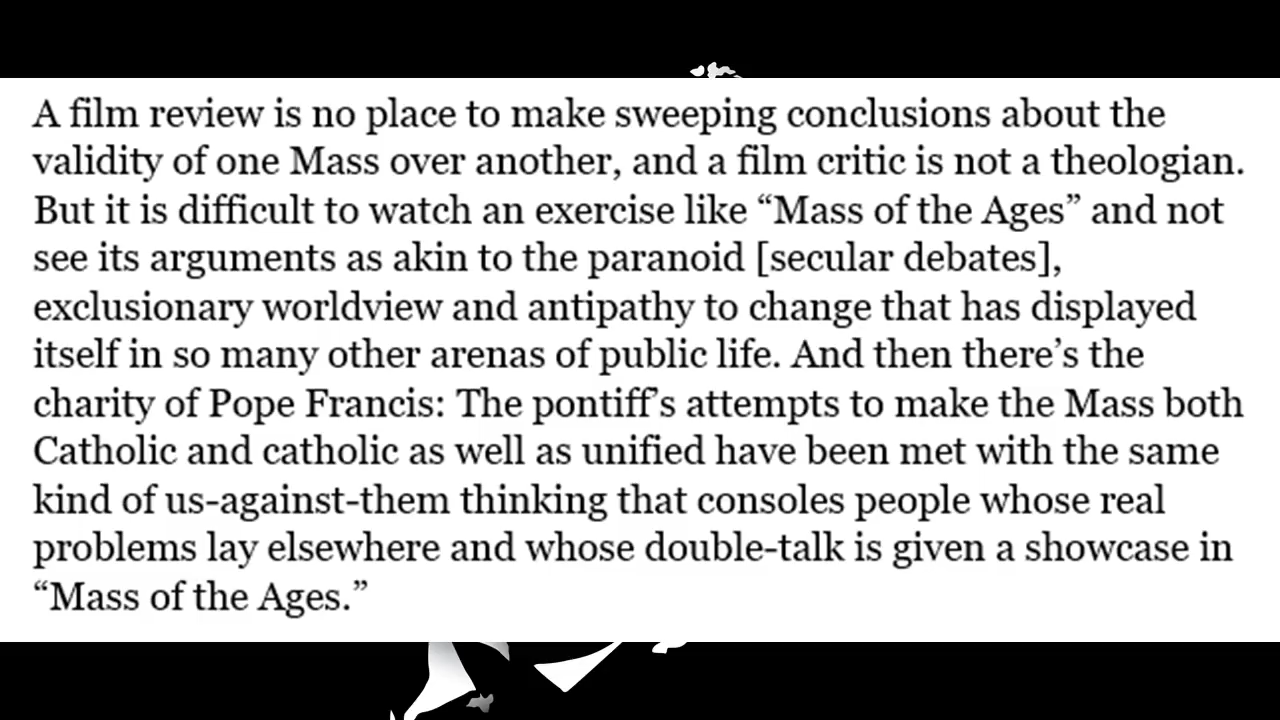 A film review is no place to make sweeping conclusions about the
validity of one Mass over another, and a film critic is not a theologian.
But it is difficult to watch an exercise like “Mass of the Ages” and not
see its arguments as akin to the paranoid [secular debates],
exclusionary worldview and antipathy to change that has displayed
itself in so many other arenas of public life. And then there’s the
charity of Pope Francis: The pontiff’s attempts to make the Mass both
Catholic and catholic as well as unified have been met with the same
kind of us-against-them thinking that consoles people whose real
problems lay elsewhere and whose double-talk is given a showcase in
“Mass of the Ages.”